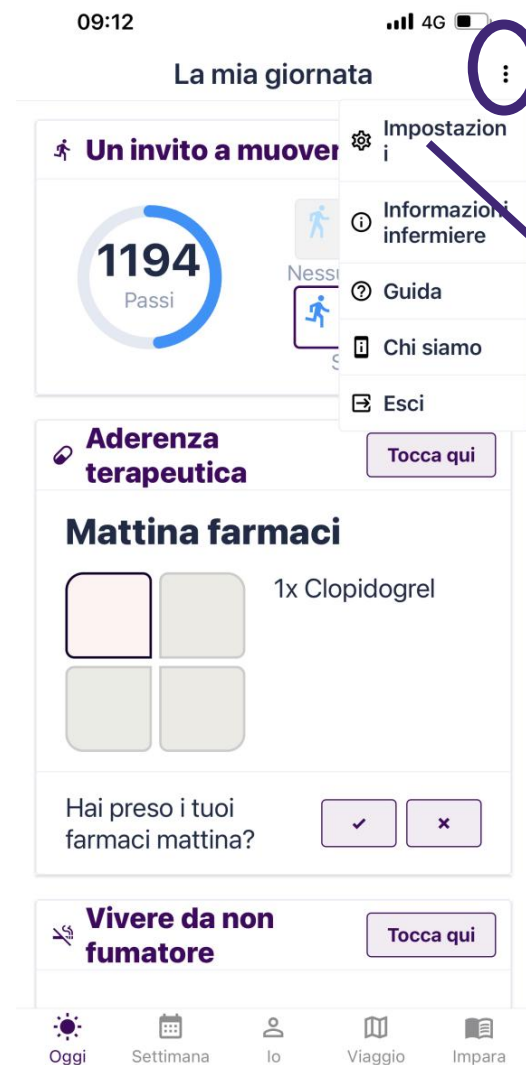 09:12
4G
La mia giornata
Un invito a muover
Impostazion
i
Informazioni
infermiere
Guida
Chi siamo
Esci
1194
Passi
Nessu
S
Aderenza
terapeutica
Tocca qui
Mattina farmaci
1x Clopidogrel
Hai preso i tuoi
farmaci mattina?
Vivere da non
fumatore
Tocca qui
Oggi
Settimana
Io
Viaggio
Impara